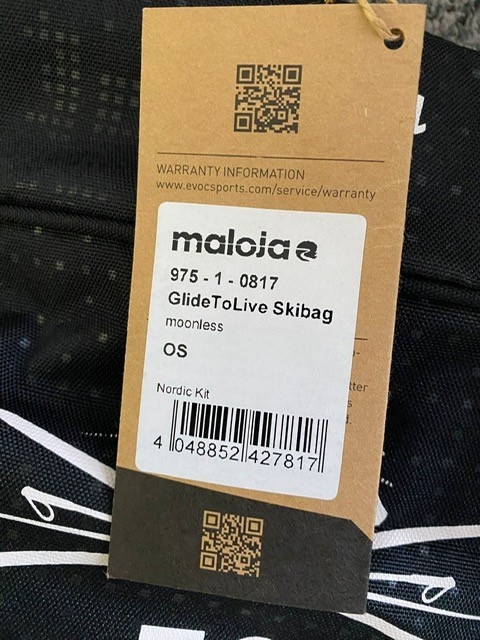 WARRANTY INFORMATION
www.evocsports.com/service/warranty
maloja
975 - 1 - 0817
GlideToLive Skibag
moonless
OS
Nordic Kit
4 048852 427817